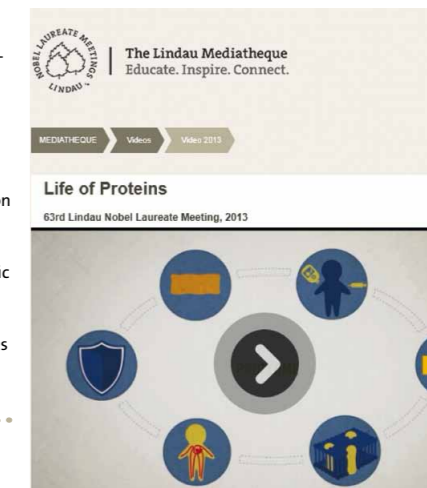 NOBEL LAUREATE MEETINGS
LINDAU
The Lindau Mediatheque
Educate. Inspire. Connect.
MEDIATHEQUE Videos Video 2013
Life of Proteins
63rd Lindau Nobel Laureate Meeting, 2013